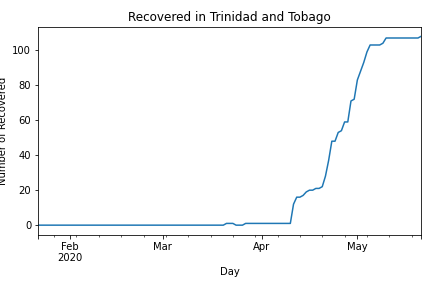 Recovered in Trinidad and Tobago
Number of Recovered
100
80
60
40
20
0
Feb
2020
Mar
Apr
May
Day